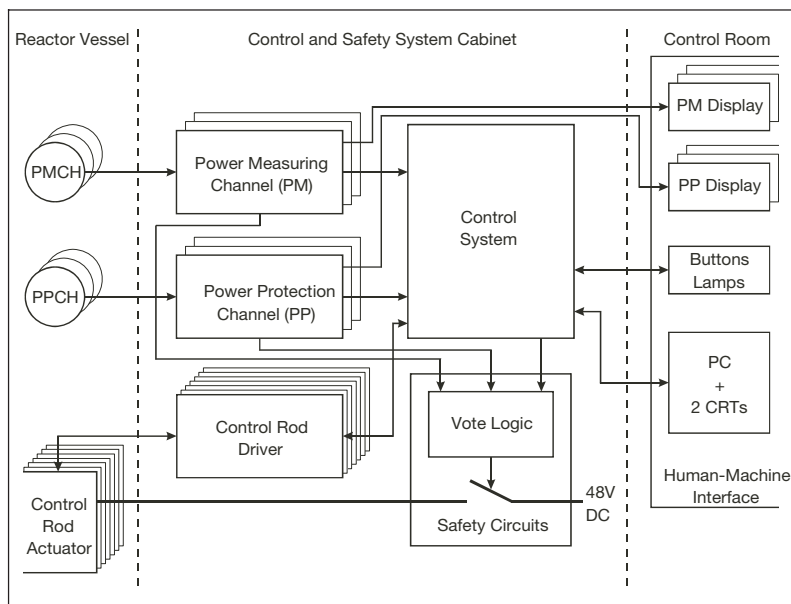 Reactor Vessel
Control and Safety System Cabinet
Control Room
PMCH
Power Measuring
Channel (PM)
PM Display
PP Display
Control
System
PPCH
Power Protection
Channel (PP)
Buttons
Lamps
PC
+
2 CRTs
Control Rod
Driver
Vote Logic
Control
Rod
Actuator
48V
DC
Safety Circuits
Human-Machine
Interface